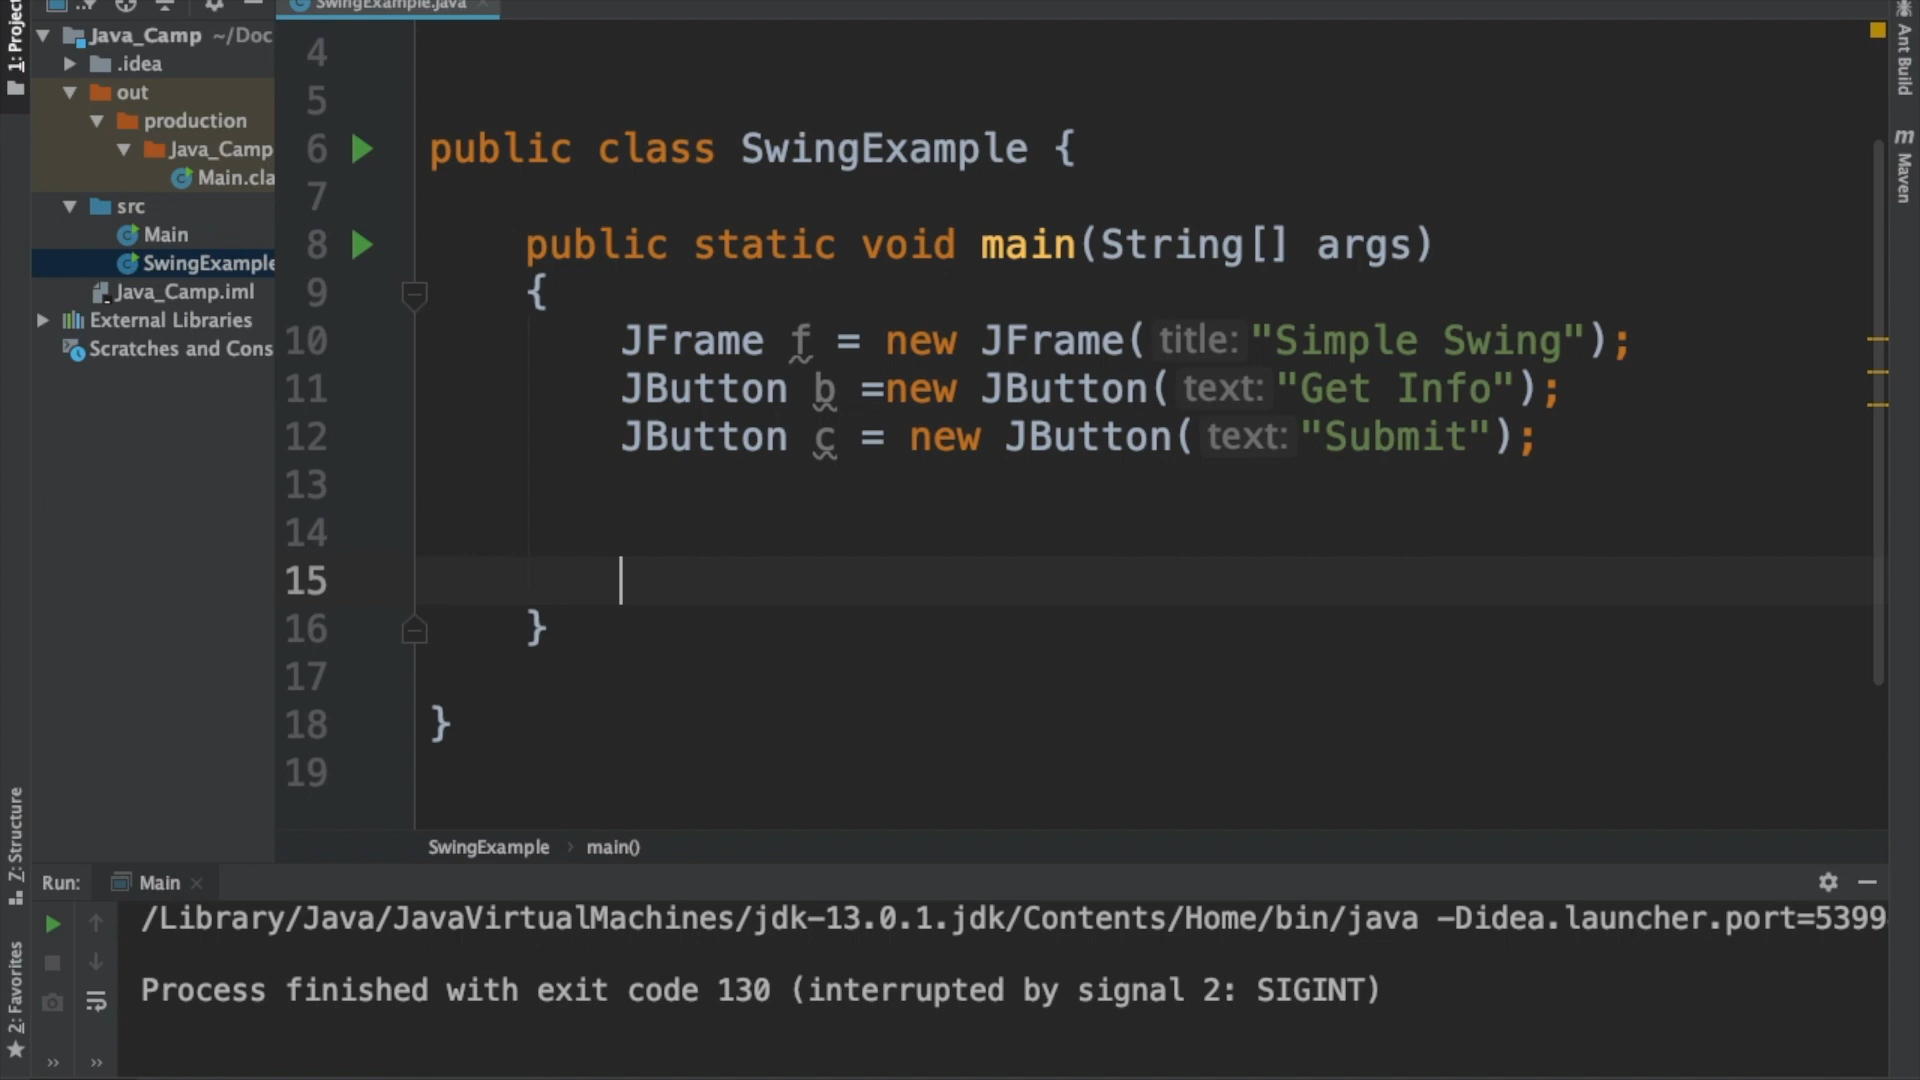 1: Project
Java_Camp ~/Doc
.idea
out
production
Java_Camp
Main.cla
src
Main
SwingExample
Java_Camp.iml
External Libraries
Scratches and Cons
Z: Structure
2: Favorites
SwingExample.java
4
5
6 public class SwingExample {
7
8 public static void main(String[] args)
9 {
10 JFrame f = new JFrame( title: "Simple Swing");
11 JButton b =new JButton( text: "Get Info");
12 JButton c = new JButton( text: "Submit");
13
14
15
16 }
17
18 }
19
SwingExample › main()
Ant Build
m Maven
Run: Main
/Library/Java/JavaVirtualMachines/jdk-13.0.1.jdk/Contents/Home/bin/java -Didea.launcher.port=5399
Process finished with exit code 130 (interrupted by signal 2: SIGINT)